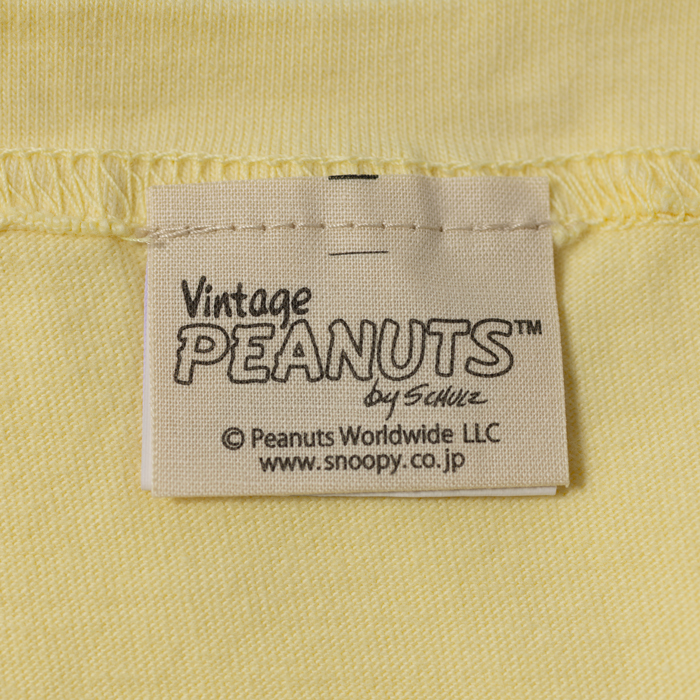 Vintage
PEANUTS™
by SCHULZ
© Peanuts Worldwide LLC
www.snoopy.co.jp